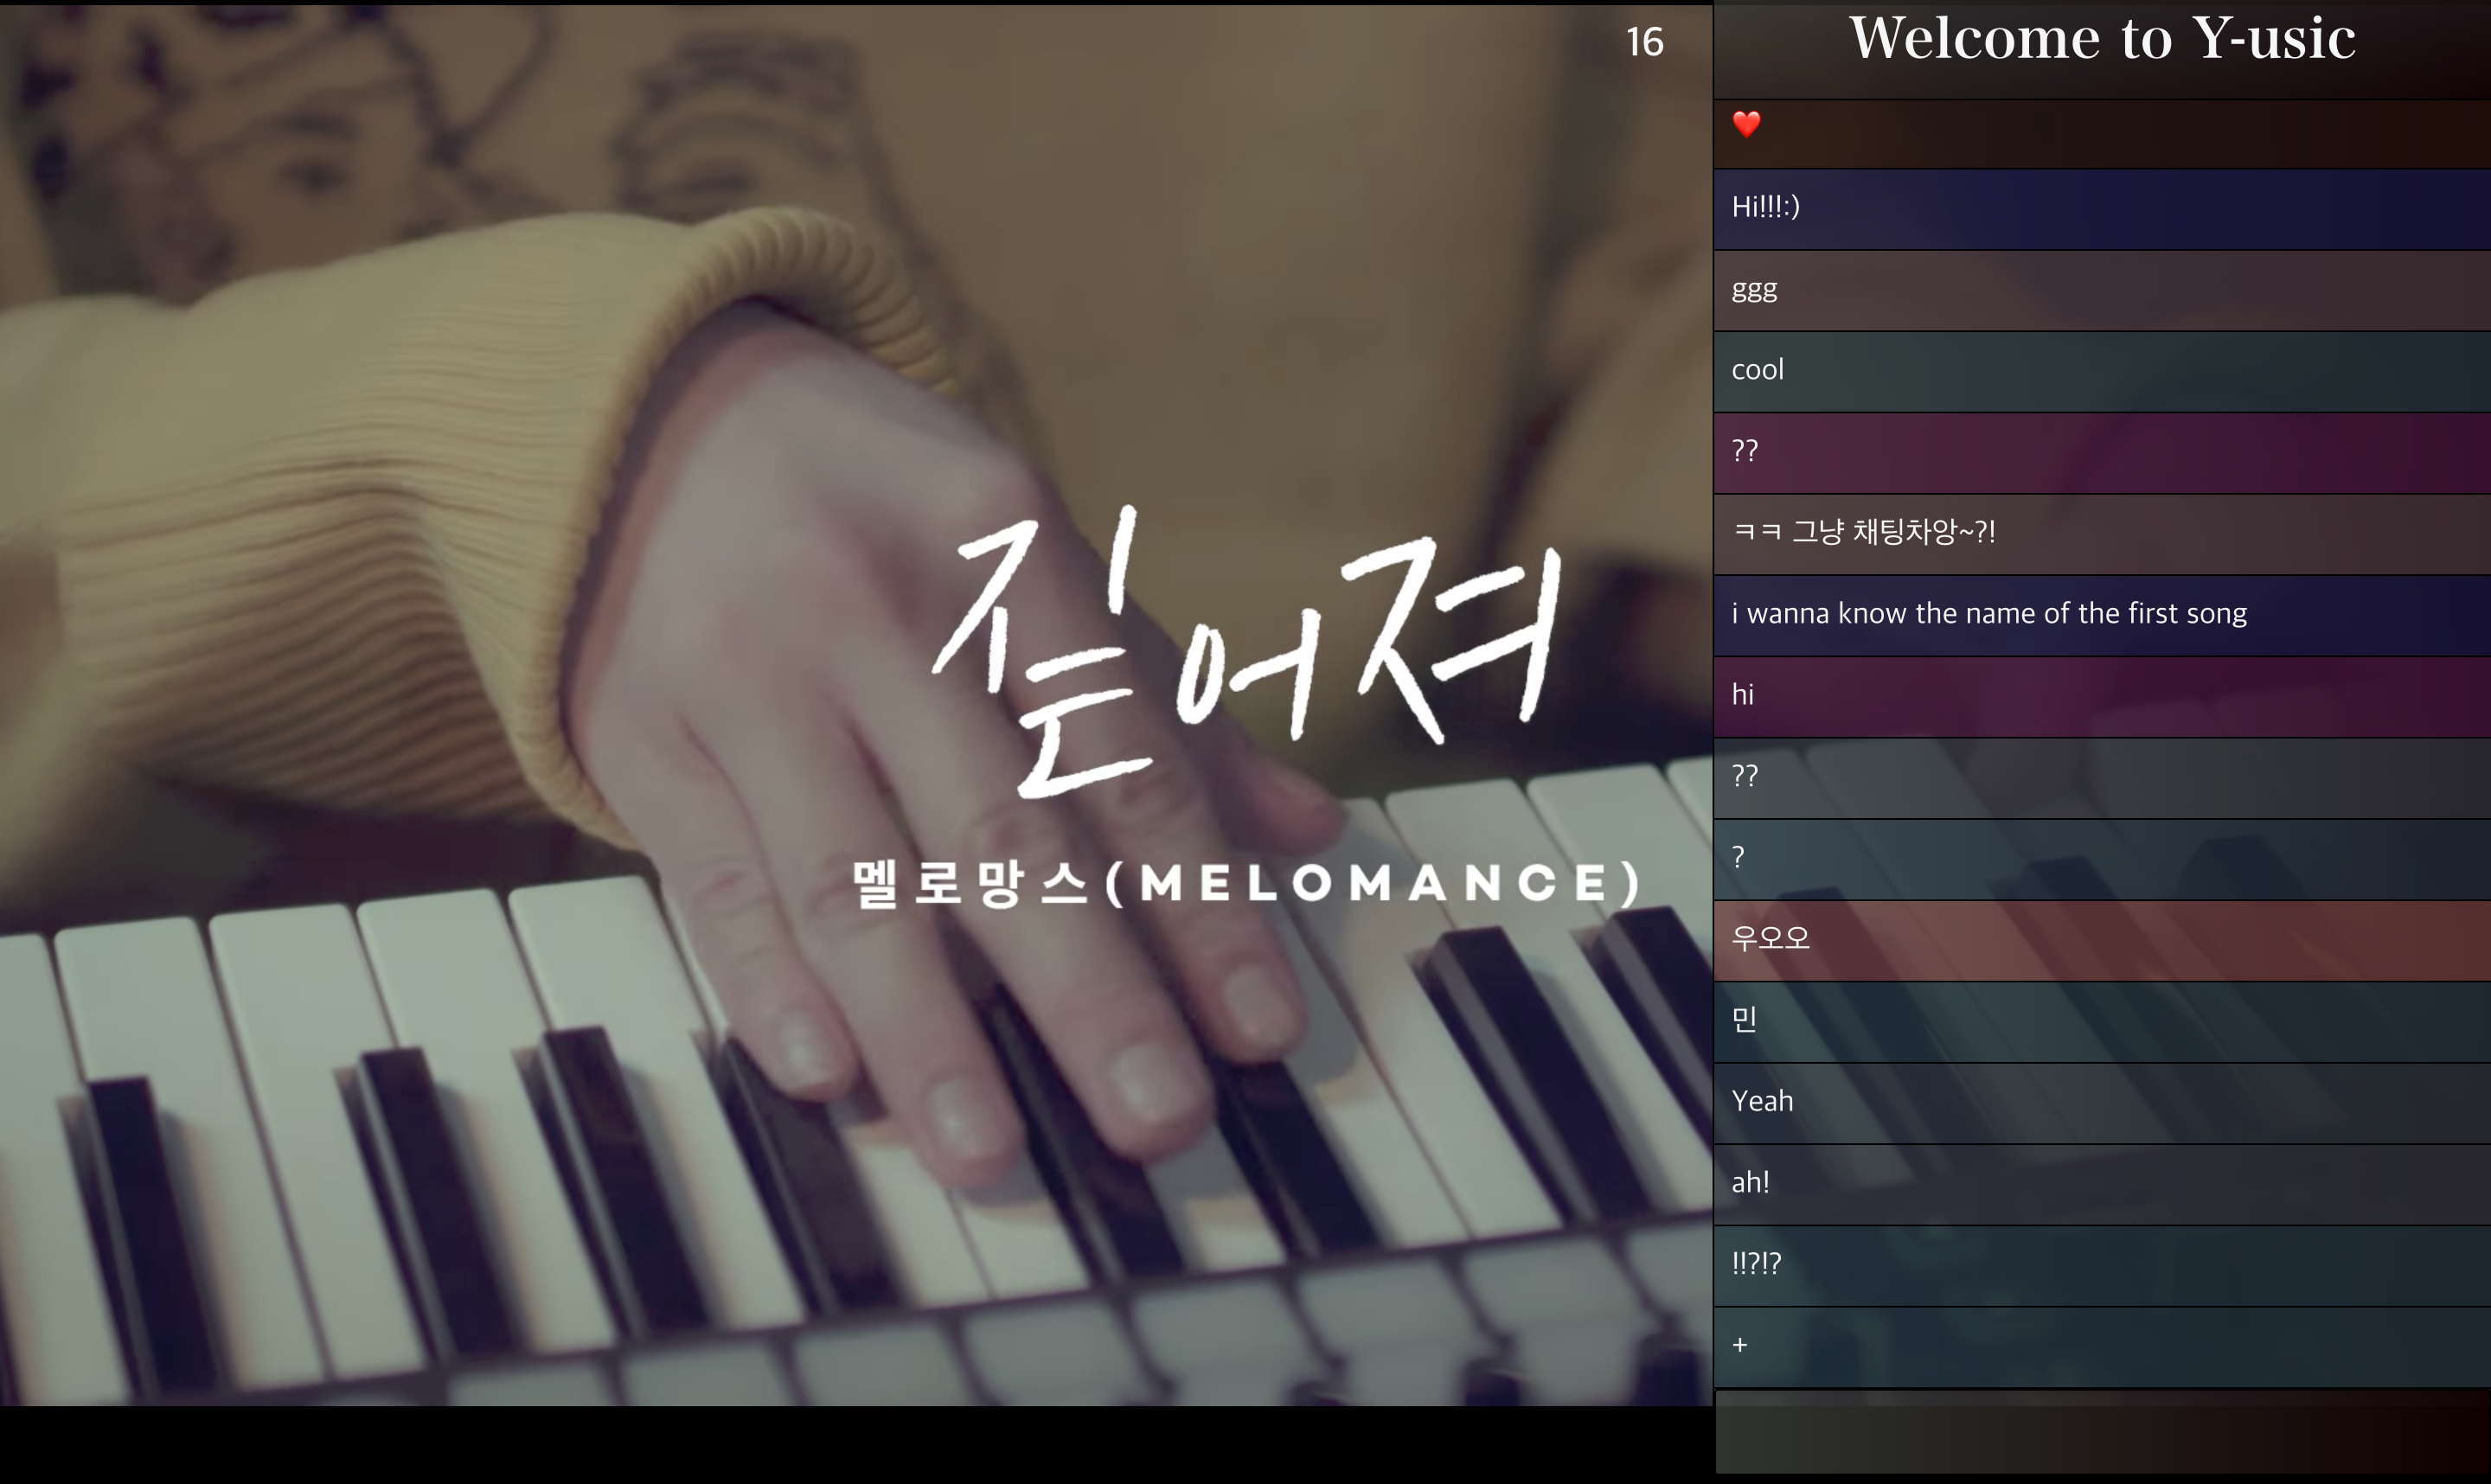 16
짙어져
멜로망스(MELOMANCE)
Welcome to Y-usic
❤️
Hi!!!:)
ggg
cool
??
ㅋㅋ 그냥 채팅차앙~?!
i wanna know the name of the first song
hi
??
?
우오오
민
Yeah
ah!
!!?!?
+